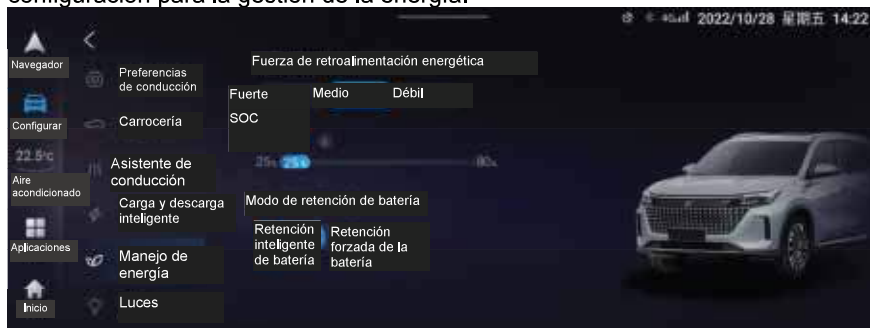 configuración para la gestión de la energía.
2022/10/28 星期五 14:22
Navegador
Configurar
22.5°c
Aire
acondicionado
Aplicaciones
Inicio
Preferencias
de conducción
Carrocería
Asistente de
conducción
Carga y descarga
inteligente
Manejo de
energía
Luces
Fuerza de retroalimentación energética
Fuerte Medio Débil
SOC
25% 25% 80%
Modo de retención de batería
Retención
inteligente
de batería
Retención
forzada de la
batería